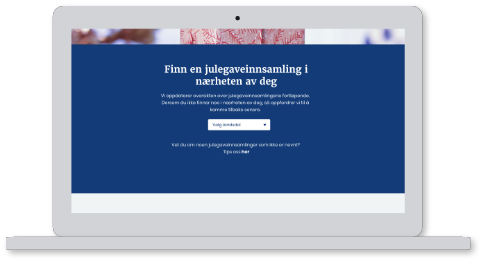 Finn en julegaveinnsamling i
nærheten av deg
Vi oppdaterer oversikten over julegaveinnsamlingene fortløpende.
Dersom du ikke finner noe i nærheten av deg, så oppfordrer vi til å
komme tilbake senere.
Velg landsdel
Vet du om noen julegaveinnsamlinger som ikke er nevnt?
Tips oss her